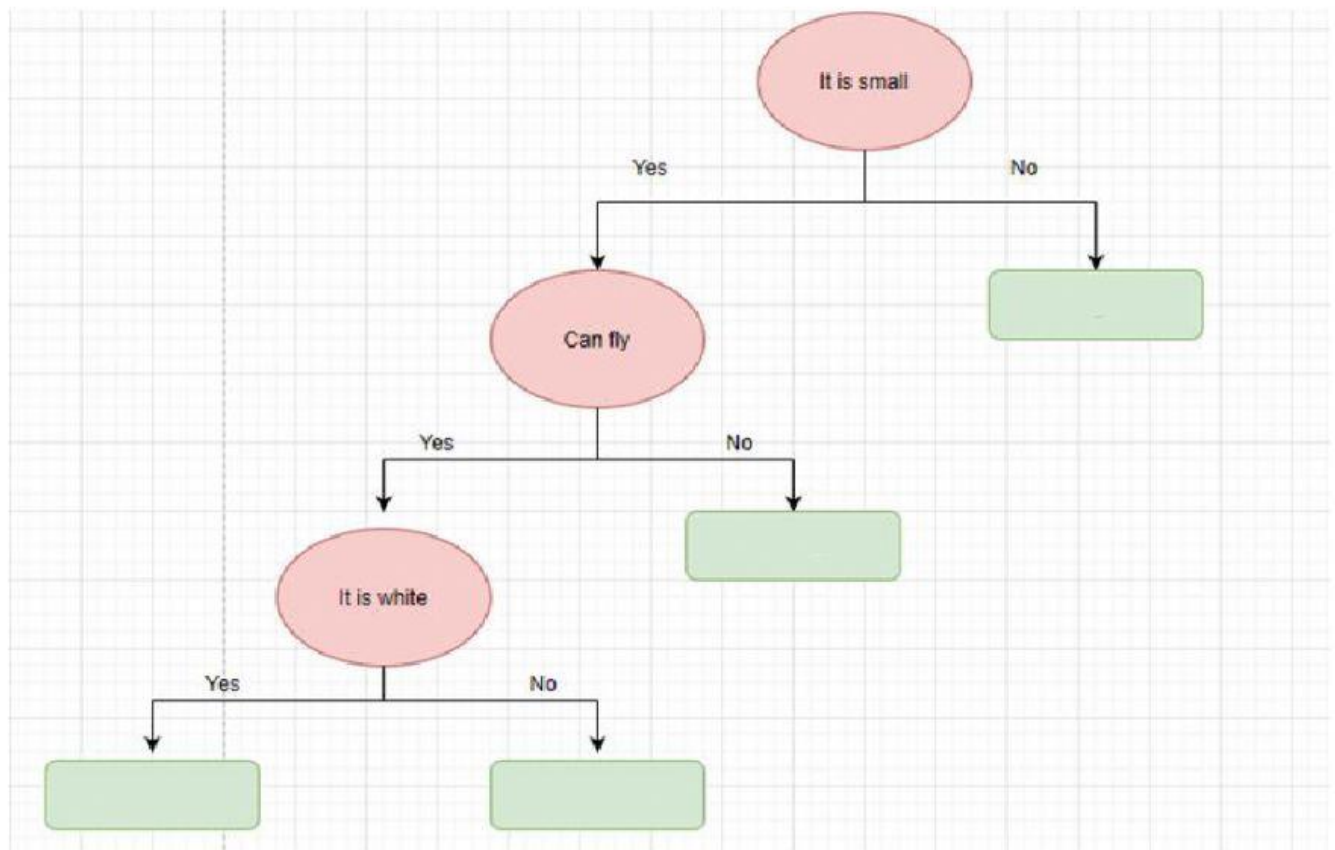 It is small
Yes
No
Can fly
Yes
No
It is white
Yes
No